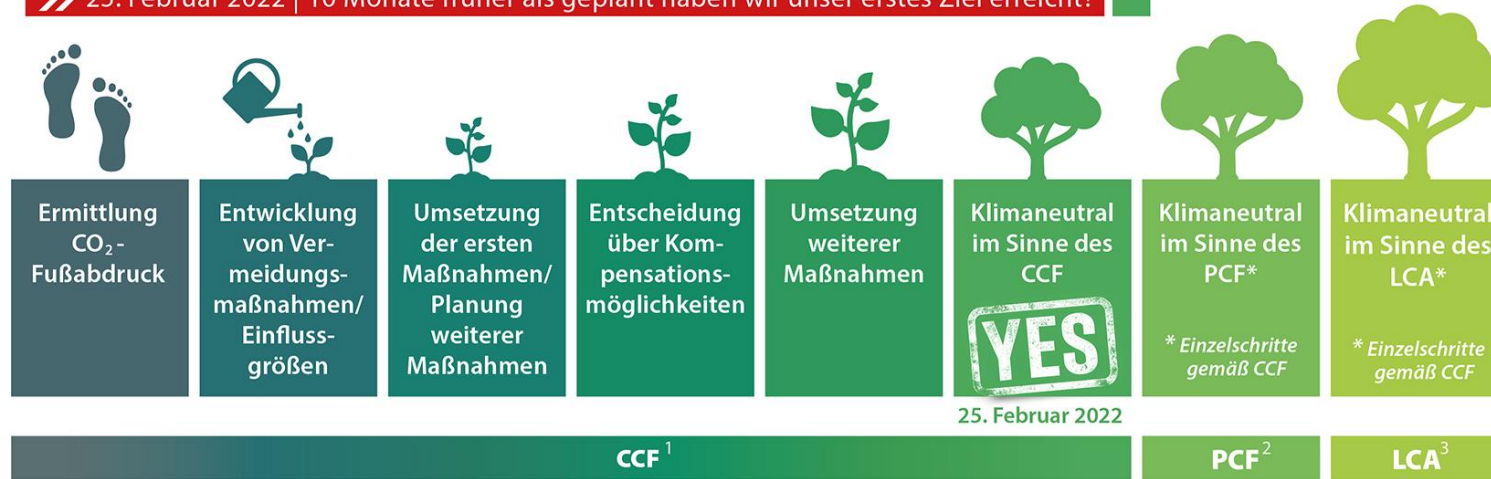 25. Februar 2022 | 10 Monate früher als geplant haben wir unser erstes Ziel erreicht!
Ermittlung
CO₂-
Fußabdruck
Entwicklung
von Ver-
meidungs-
maßnahmen/
Einfluss-
größen
Umsetzung
der ersten
Maßnahmen/
Planung
weiterer
Maßnahmen
Entscheidung
über Kom-
pensations-
möglichkeiten
Umsetzung
weiterer
Maßnahmen
Klimaneutral
im Sinne des
CCF
YES
25. Februar 2022
Klimaneutral
im Sinne des
PCF*
* Einzelschritte
gemäß CCF
Klimaneutral
im Sinne des
LCA*
* Einzelschritte
gemäß CCF
CCF¹
PCF²
LCA³